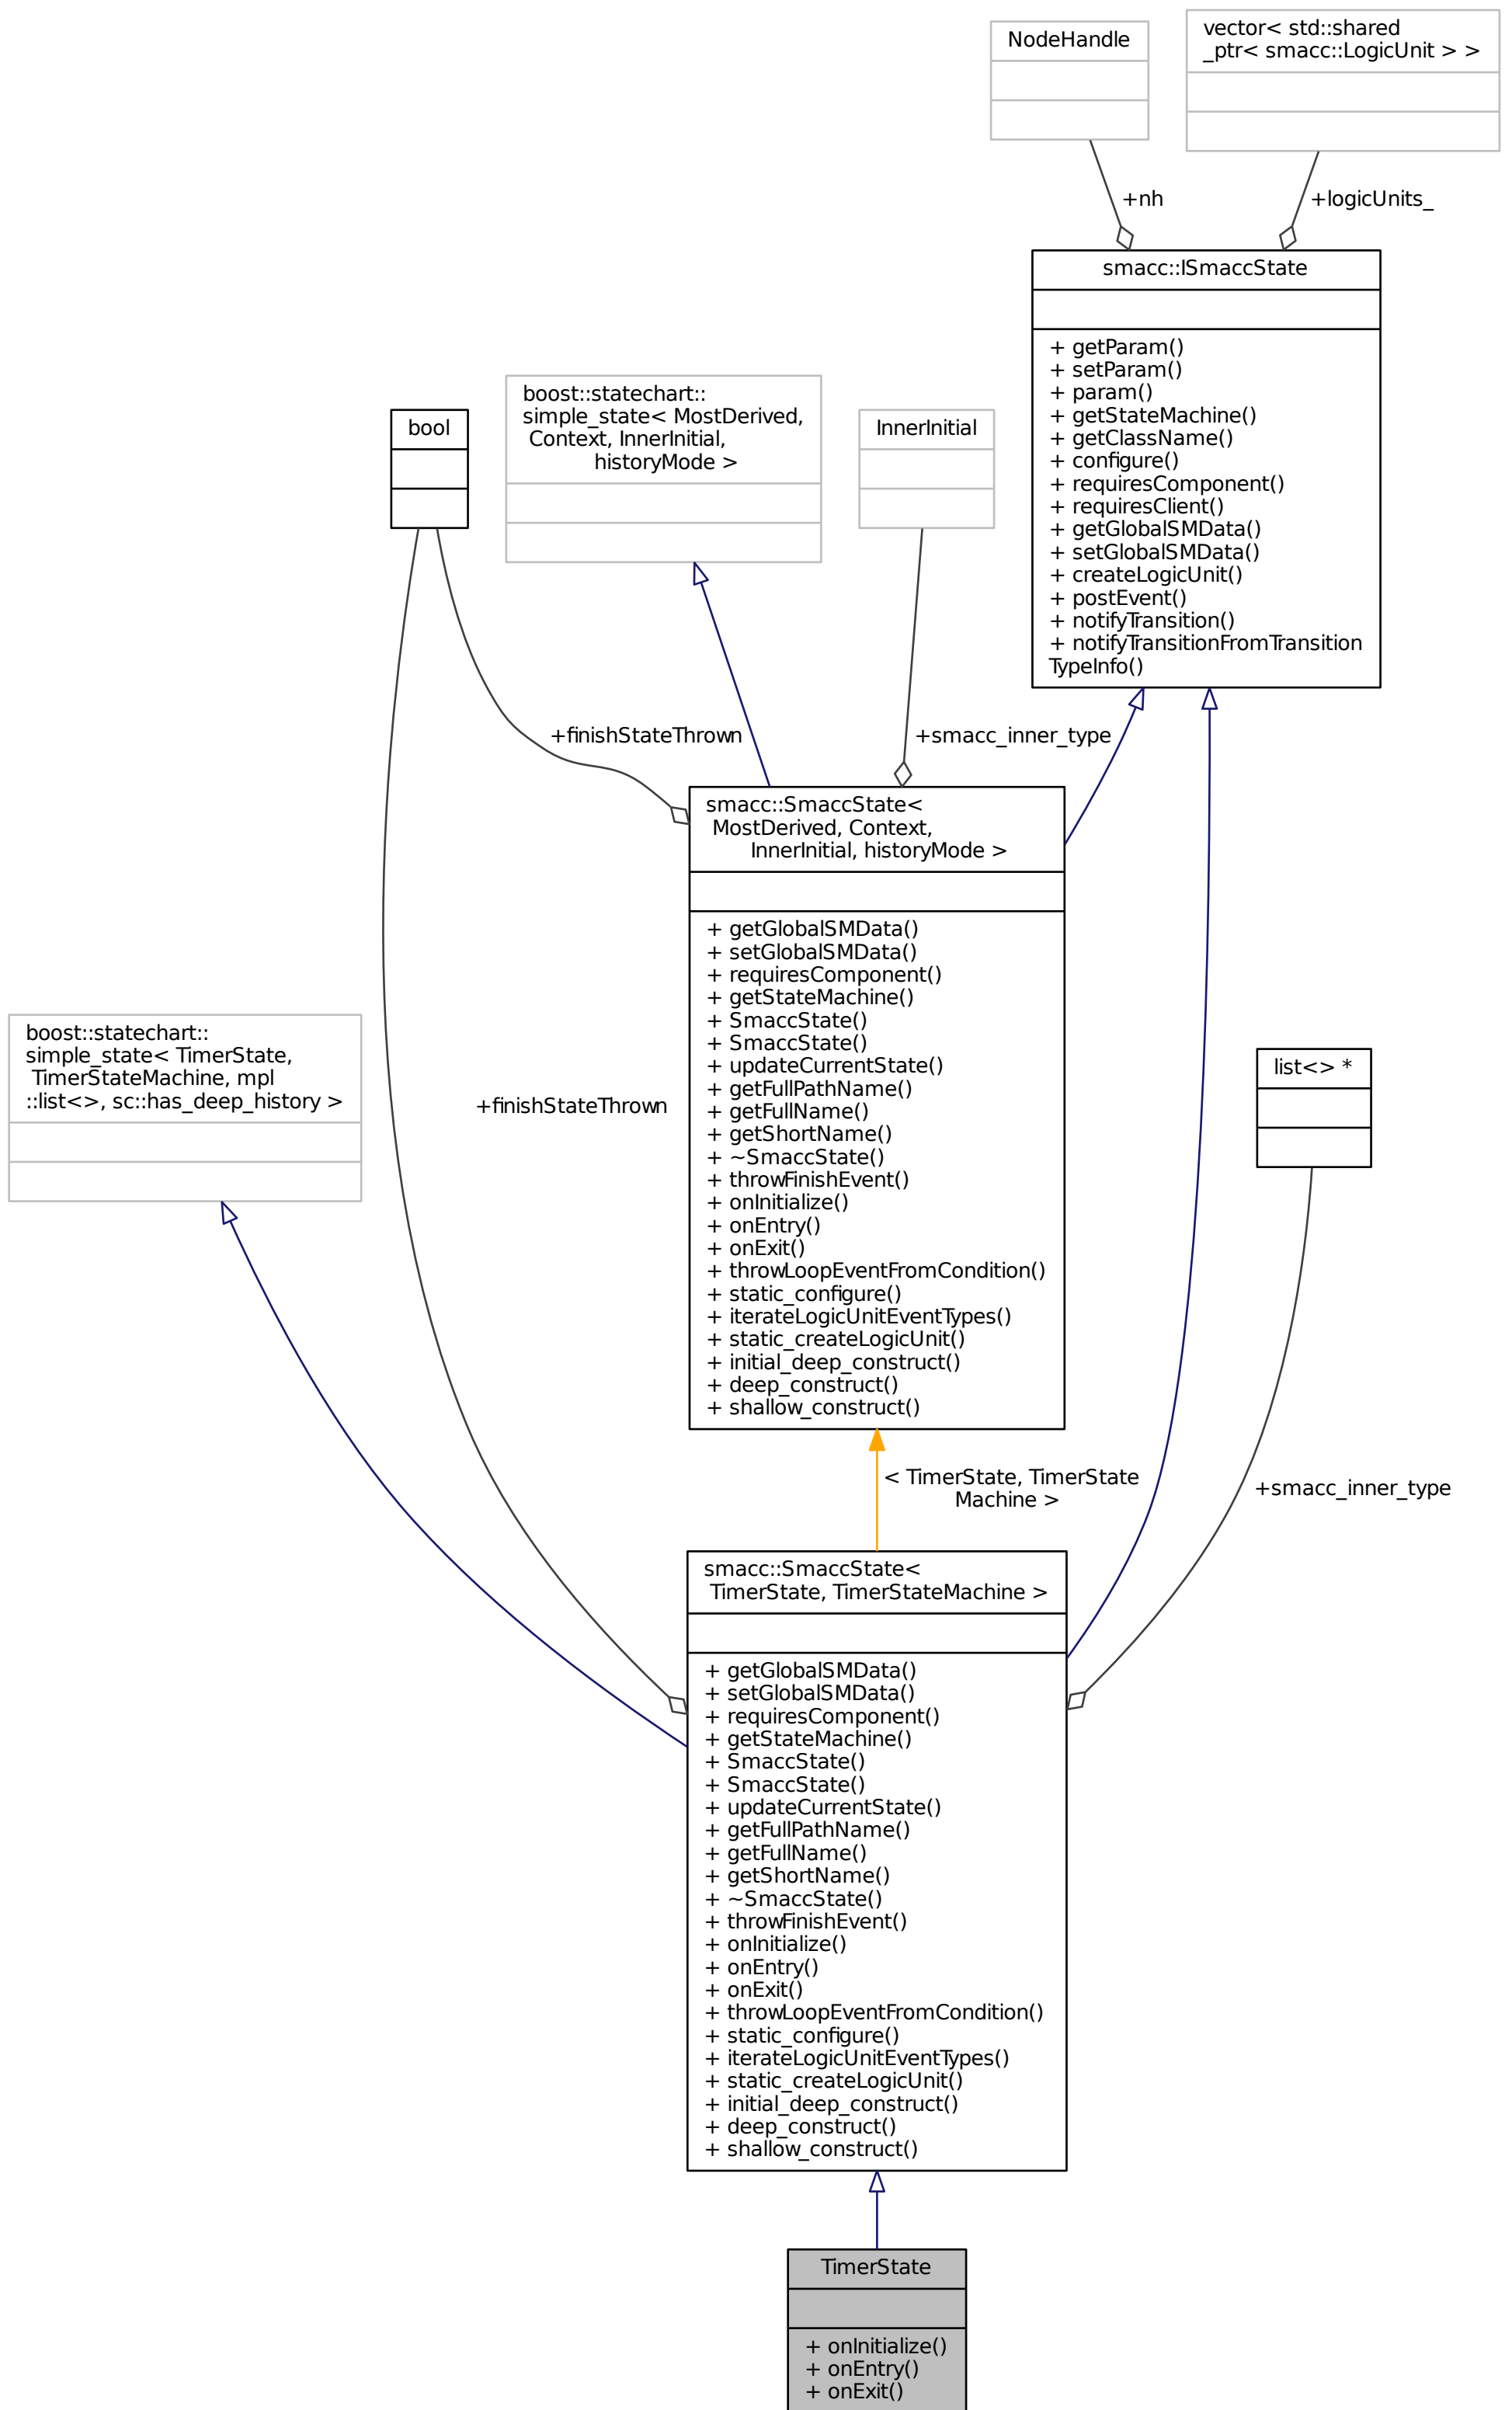 NodeHandle
vector< std::shared
_ptr< smacc::LogicUnit > >
+nh
+logicUnits_
smacc::ISmaccState
+ getParam()
+ setParam()
+ param()
+ getStateMachine()
+ getClassName()
+ configure()
+ requiresComponent()
+ requiresClient()
+ getGlobalSMData()
+ setGlobalSMData()
+ createLogicUnit()
+ postEvent()
+ notifyTransition()
+ notifyTransitionFromTransition
TypeInfo()
boost::statechart::
simple_state< MostDerived,
Context, InnerInitial,
historyMode >
bool
InnerInitial
+finishStateThrown
+smacc_inner_type
smacc::SmaccState<
MostDerived, Context,
InnerInitial, historyMode >
+ getGlobalSMData()
+ setGlobalSMData()
+ requiresComponent()
+ getStateMachine()
+ SmaccState()
+ SmaccState()
+ updateCurrentState()
+ getFullPathName()
+ getFullName()
+ getShortName()
+ ~SmaccState()
+ throwFinishEvent()
+ onInitialize()
+ onEntry()
+ onExit()
+ throwLoopEventFromCondition()
+ static_configure()
+ iterateLogicUnitEventTypes()
+ static_createLogicUnit()
+ initial_deep_construct()
+ deep_construct()
+ shallow_construct()
boost::statechart::
simple_state< TimerState,
TimerStateMachine, mpl
::list<>, sc::has_deep_history >
+finishStateThrown
list<> *
< TimerState, TimerState
Machine >
+smacc_inner_type
smacc::SmaccState<
TimerState, TimerStateMachine >
+ getGlobalSMData()
+ setGlobalSMData()
+ requiresComponent()
+ getStateMachine()
+ SmaccState()
+ SmaccState()
+ updateCurrentState()
+ getFullPathName()
+ getFullName()
+ getShortName()
+ ~SmaccState()
+ throwFinishEvent()
+ onInitialize()
+ onEntry()
+ onExit()
+ throwLoopEventFromCondition()
+ static_configure()
+ iterateLogicUnitEventTypes()
+ static_createLogicUnit()
+ initial_deep_construct()
+ deep_construct()
+ shallow_construct()
TimerState
+ onInitialize()
+ onEntry()
+ onExit()